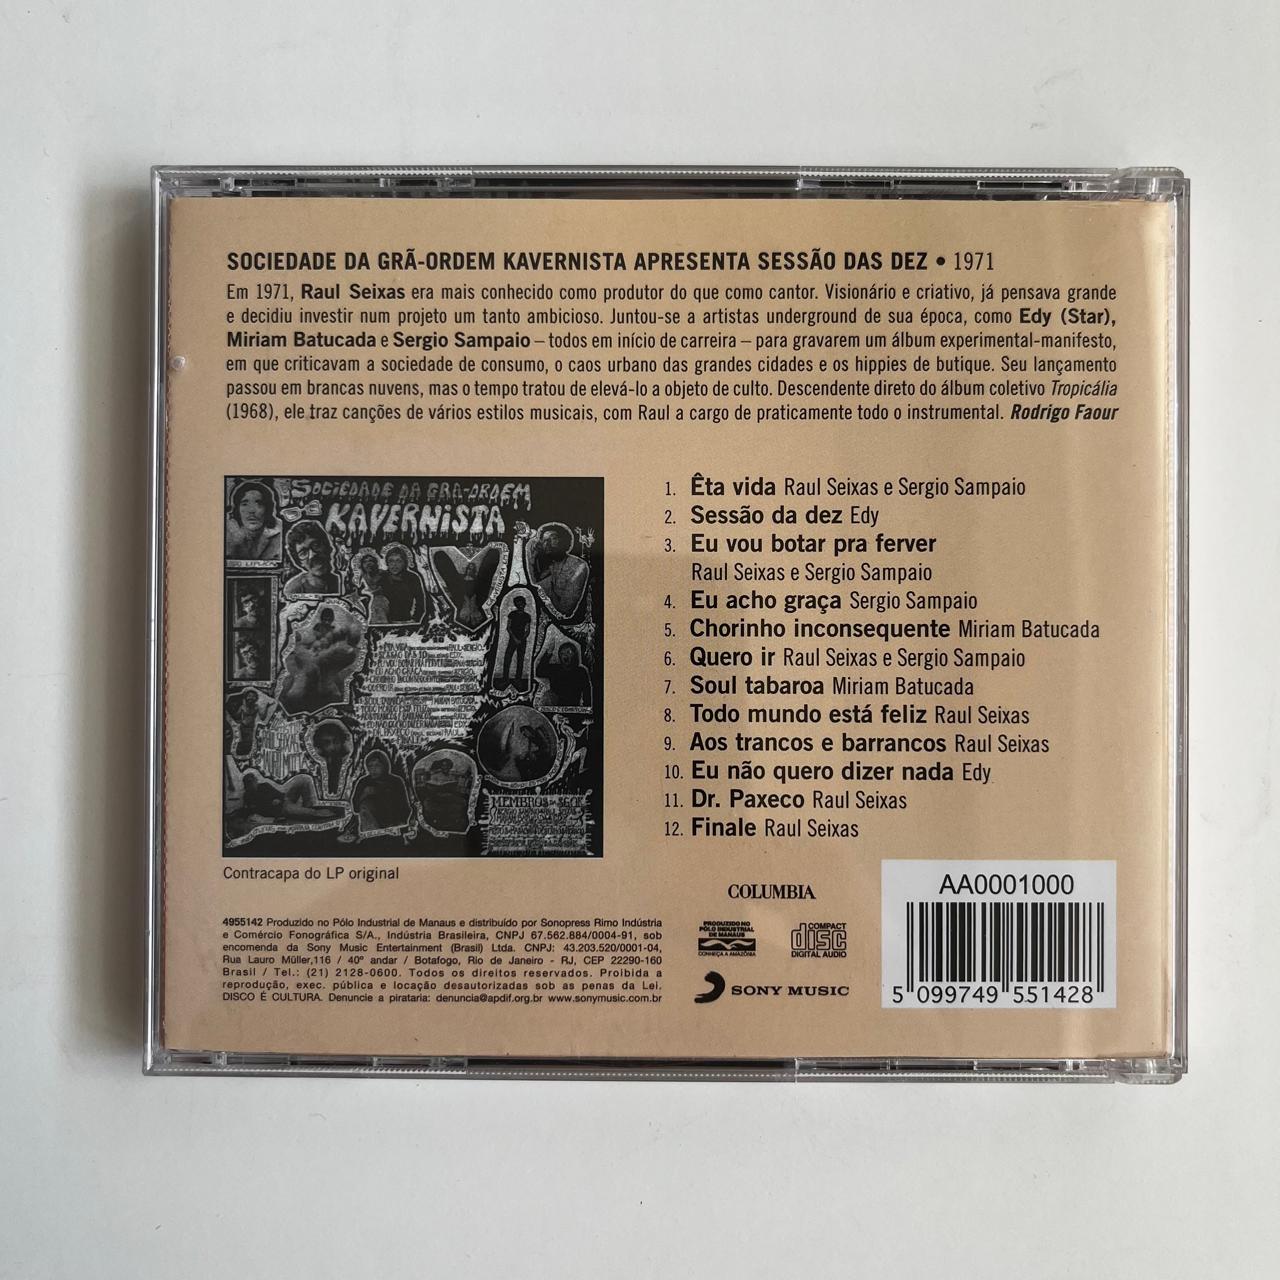 SOCIEDADE DA GRÃ-ORDEM KAVERNISTA APRESENTA SESSÃO DAS DEZ • 1971
Em 1971, Raul Seixas era mais conhecido como produtor do que como cantor. Visionário e criativo, já pensava grande
e decidiu investir num projeto um tanto ambicioso. Juntou-se a artistas underground de sua época, como Edy (Star),
Miriam Batucada e Sergio Sampaio – todos em início de carreira – para gravarem um álbum experimental-manifesto,
em que criticavam a sociedade de consumo, o caos urbano das grandes cidades e os hippies de butique. Seu lançamento
passou em brancas nuvens, mas o tempo tratou de elevá-lo a objeto de culto. Descendente direto do álbum coletivo Tropicália
(1968), ele traz canções de vários estilos musicais, com Raul a cargo de praticamente todo o instrumental. Rodrigo Faour
SOCIEDADE DA GRÃ-ORDEM
KAVERNISTA
MEMBROS DA SGOK
Contracapa do LP original
1. Êta vida Raul Seixas e Sergio Sampaio
2. Sessão da dez Edy
3. Eu vou botar pra ferver
Raul Seixas e Sergio Sampaio
4. Eu acho graça Sergio Sampaio
5. Chorinho inconsequente Miriam Batucada
6. Quero ir Raul Seixas e Sergio Sampaio
7. Soul tabaroa Miriam Batucada
8. Todo mundo está feliz Raul Seixas
9. Aos trancos e barrancos Raul Seixas
10. Eu não quero dizer nada Edy
11. Dr. Paxeco Raul Seixas
12. Finale Raul Seixas
4955142 Produzido no Pólo Industrial de Manaus e distribuído por Sonopress Rimo Indústria
e Comércio Fonográfica S/A., Indústria Brasileira, CNPJ 67.562.884/0004-91, sob
encomenda da Sony Music Entertainment (Brasil) Ltda. CNPJ: 43.203.520/0001-04,
Rua Lauro Müller,116 / 40º andar / Botafogo, Rio de Janeiro - RJ, CEP 22290-160
Brasil / Tel.: (21) 2128-0600. Todos os direitos reservados. Proibida a
reprodução, exec. pública e locação desautorizadas sob as penas da Lei.
DISCO É CULTURA. Denuncie a pirataria: denuncia@apdif.org.br www.sonymusic.com.br
COLUMBIA
PRODUZIDO NO
PÓLO INDUSTRIAL
DE MANAUS
CONHEÇA A AMAZÔNIA
COMPACT
disc
DIGITAL AUDIO
SONY MUSIC
AA0001000
5 099749 551428